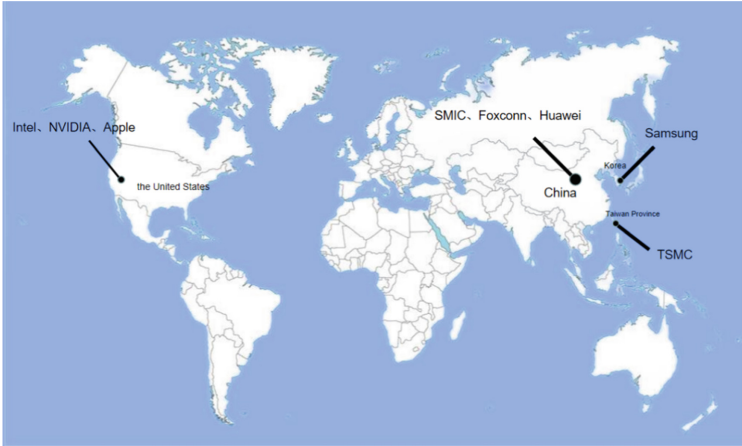 Intel、NVIDIA、Apple
the United States
SMIC、Foxconn、Huawei
Samsung
Korea
China
Taiwan Province
TSMC